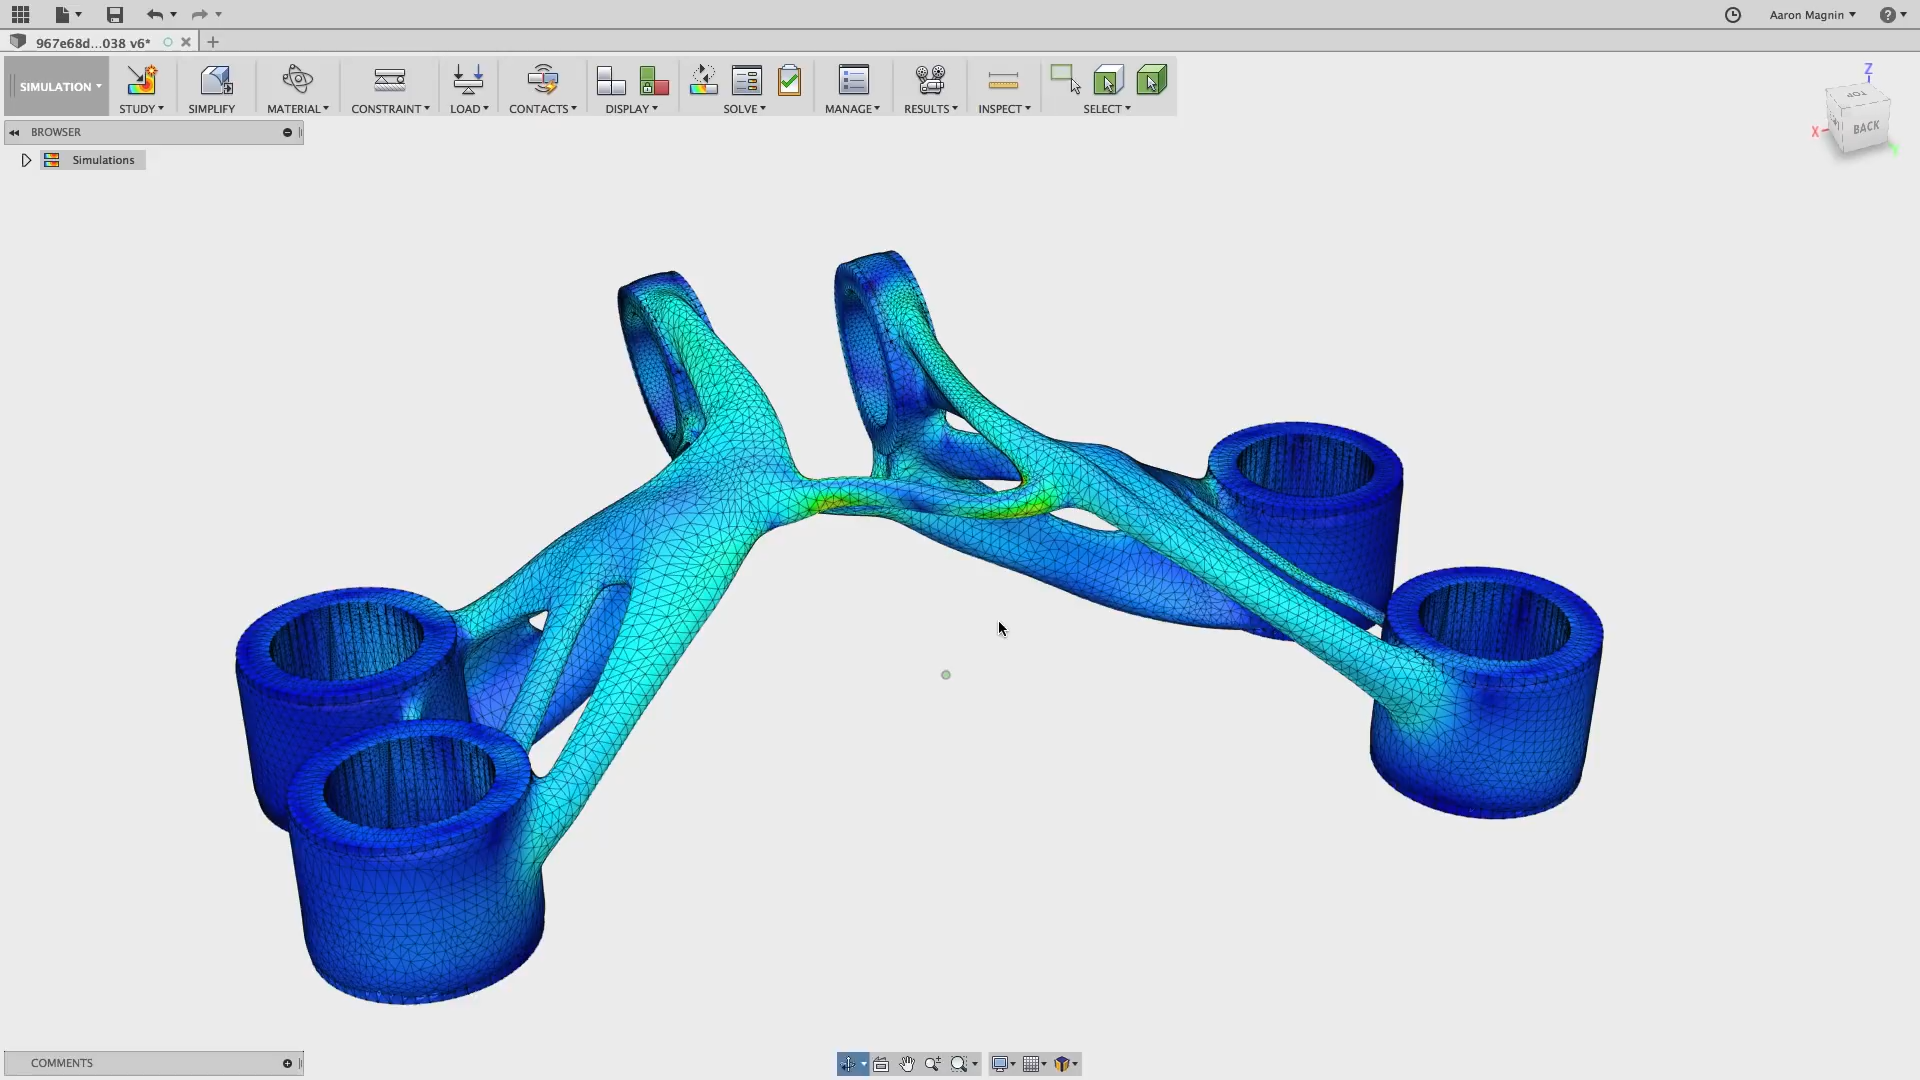 Aaron Magnin
967e68d...038 v6*
SIMULATION
STUDY
SIMPLIFY
MATERIAL
CONSTRAINT
LOAD
CONTACTS
DISPLAY
SOLVE
MANAGE
RESULTS
INSPECT
SELECT
Z
TOP
X
BACK
Y
BROWSER
Simulations
COMMENTS